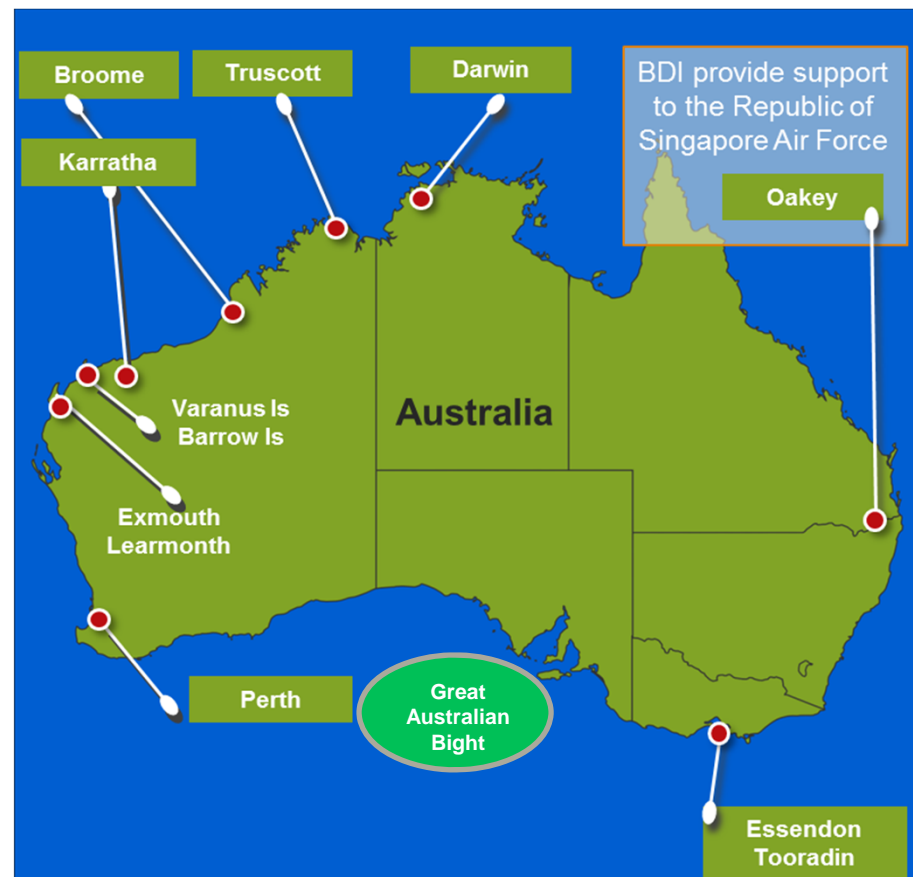 Broome
Truscott
Darwin
BDI provide support
to the Republic of
Singapore Air Force
Karratha
Oakey
Australia
Varanus Is
Barrow Is
Exmouth
Learmonth
Perth
Great
Australian
Bight
Essendon
Tooradin